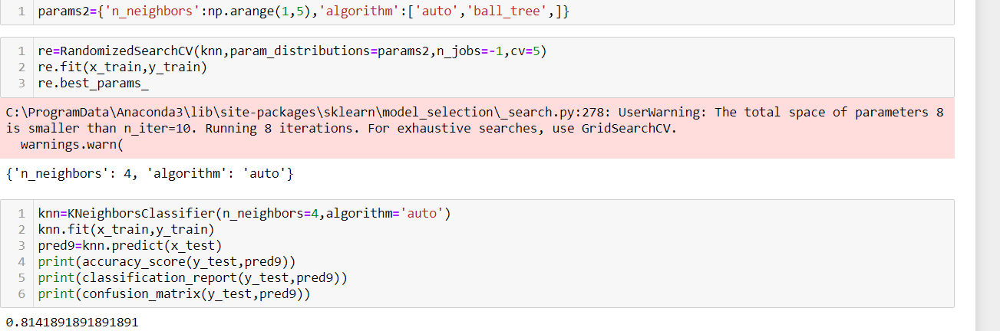 1 params2={'n_neighbors':np.arange(1,5),'algorithm':['auto','ball_tree',]}
1 re=RandomizedSearchCV(knn,param_distributions=params2,n_jobs=-1,cv=5)
2 re.fit(x_train,y_train)
3 re.best_params_
C:\ProgramData\Anaconda3\lib\site-packages\sklearn\model_selection\_search.py:278: UserWarning: The total space of parameters 8
is smaller than n_iter=10. Running 8 iterations. For exhaustive searches, use GridSearchCV.
warnings.warn(
{'n_neighbors': 4, 'algorithm': 'auto'}
1 knn=KNeighborsClassifier(n_neighbors=4,algorithm='auto')
2 knn.fit(x_train,y_train)
3 pred9=knn.predict(x_test)
4 print(accuracy_score(y_test,pred9))
5 print(classification_report(y_test,pred9))
6 print(confusion_matrix(y_test,pred9))
0.8141891891891891